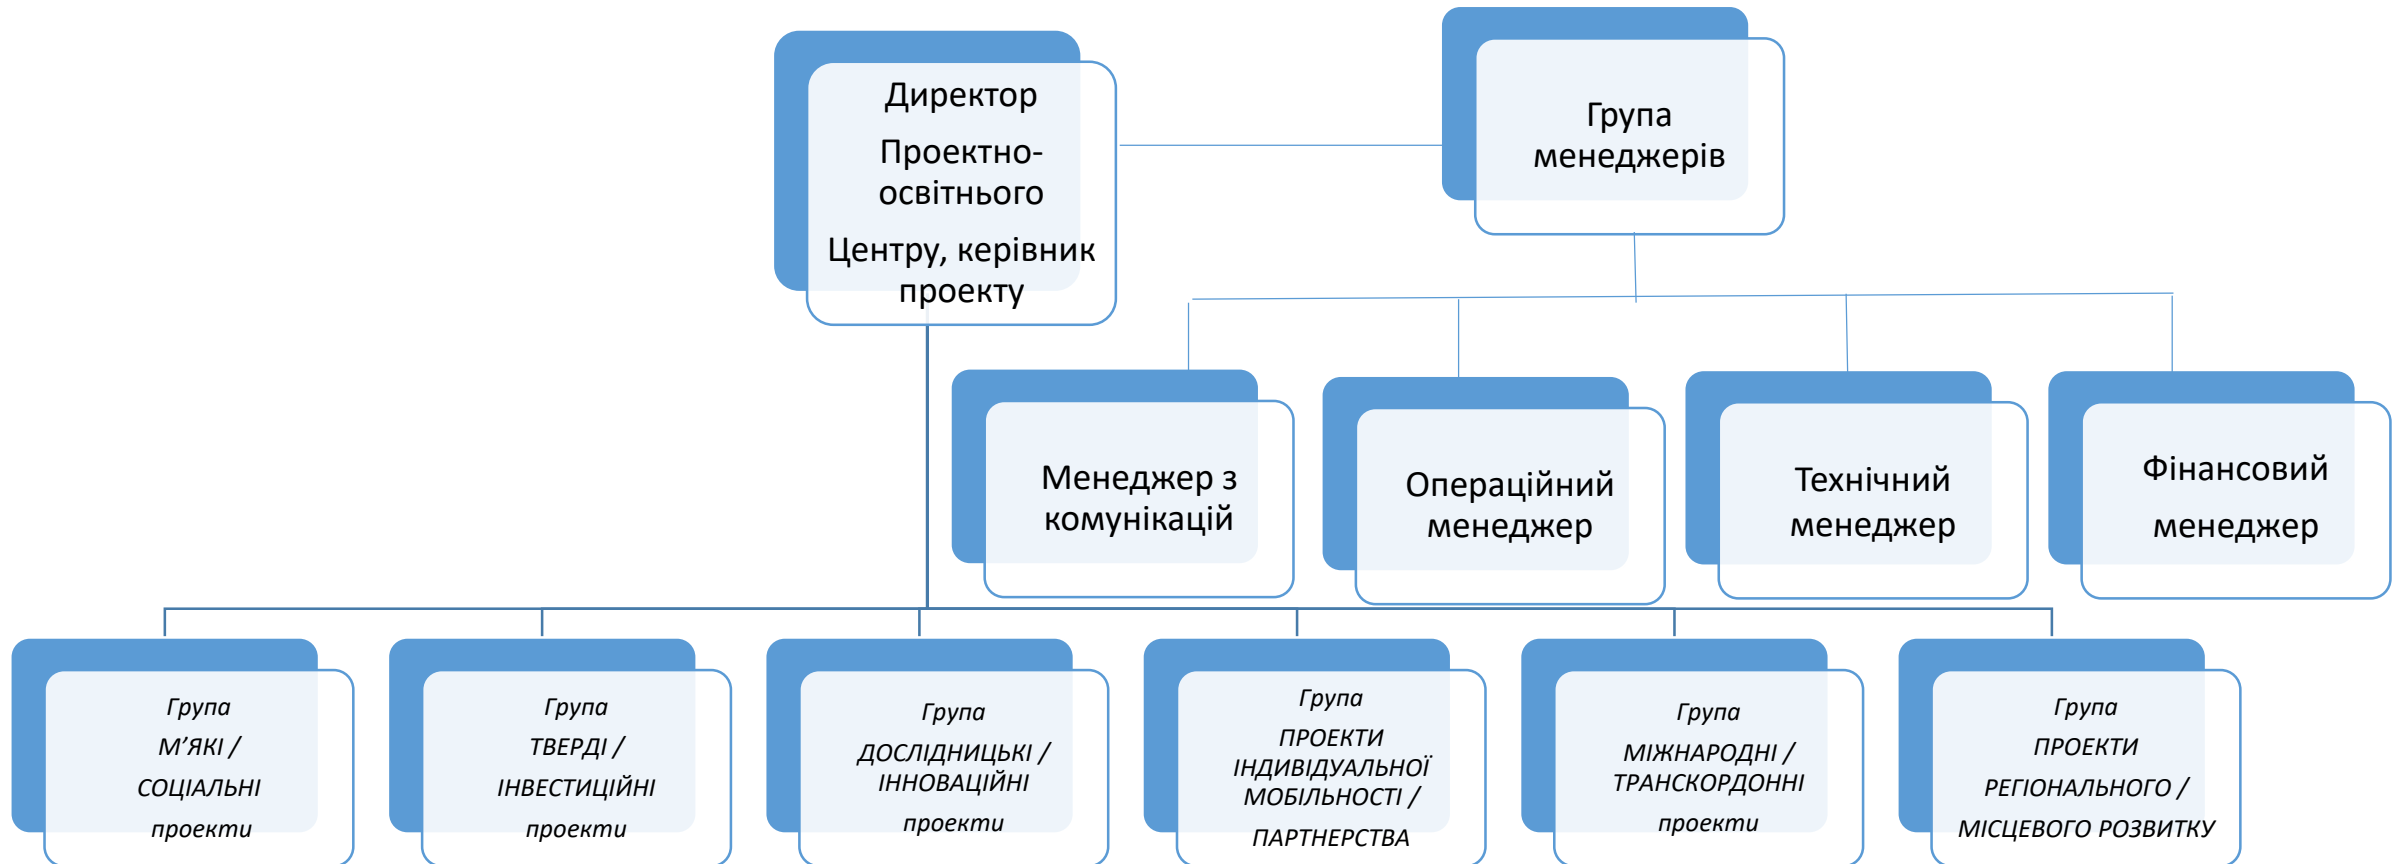 Директор
Проектно-
освітнього
Центру, керівник
проекту
Група
менеджерів
Менеджер з
комунікацій
Операційний
менеджер
Технічний
менеджер
Фінансовий
менеджер
Група
М’ЯКІ /
СОЦІАЛЬНІ
проекти
Група
ТВЕРДІ /
ІНВЕСТИЦІЙНІ
проекти
Група
ДОСЛІДНИЦЬКІ /
ІННОВАЦІЙНІ
проекти
Група
ПРОЕКТИ
ІНДИВІДУАЛЬНОЇ
МОБІЛЬНОСТІ /
ПАРТНЕРСТВА
Група
МІЖНАРОДНІ /
ТРАНСКОРДОННІ
проекти
Група
ПРОЕКТИ
РЕГІОНАЛЬНОГО /
МІСЦЕВОГО РОЗВИТКУ